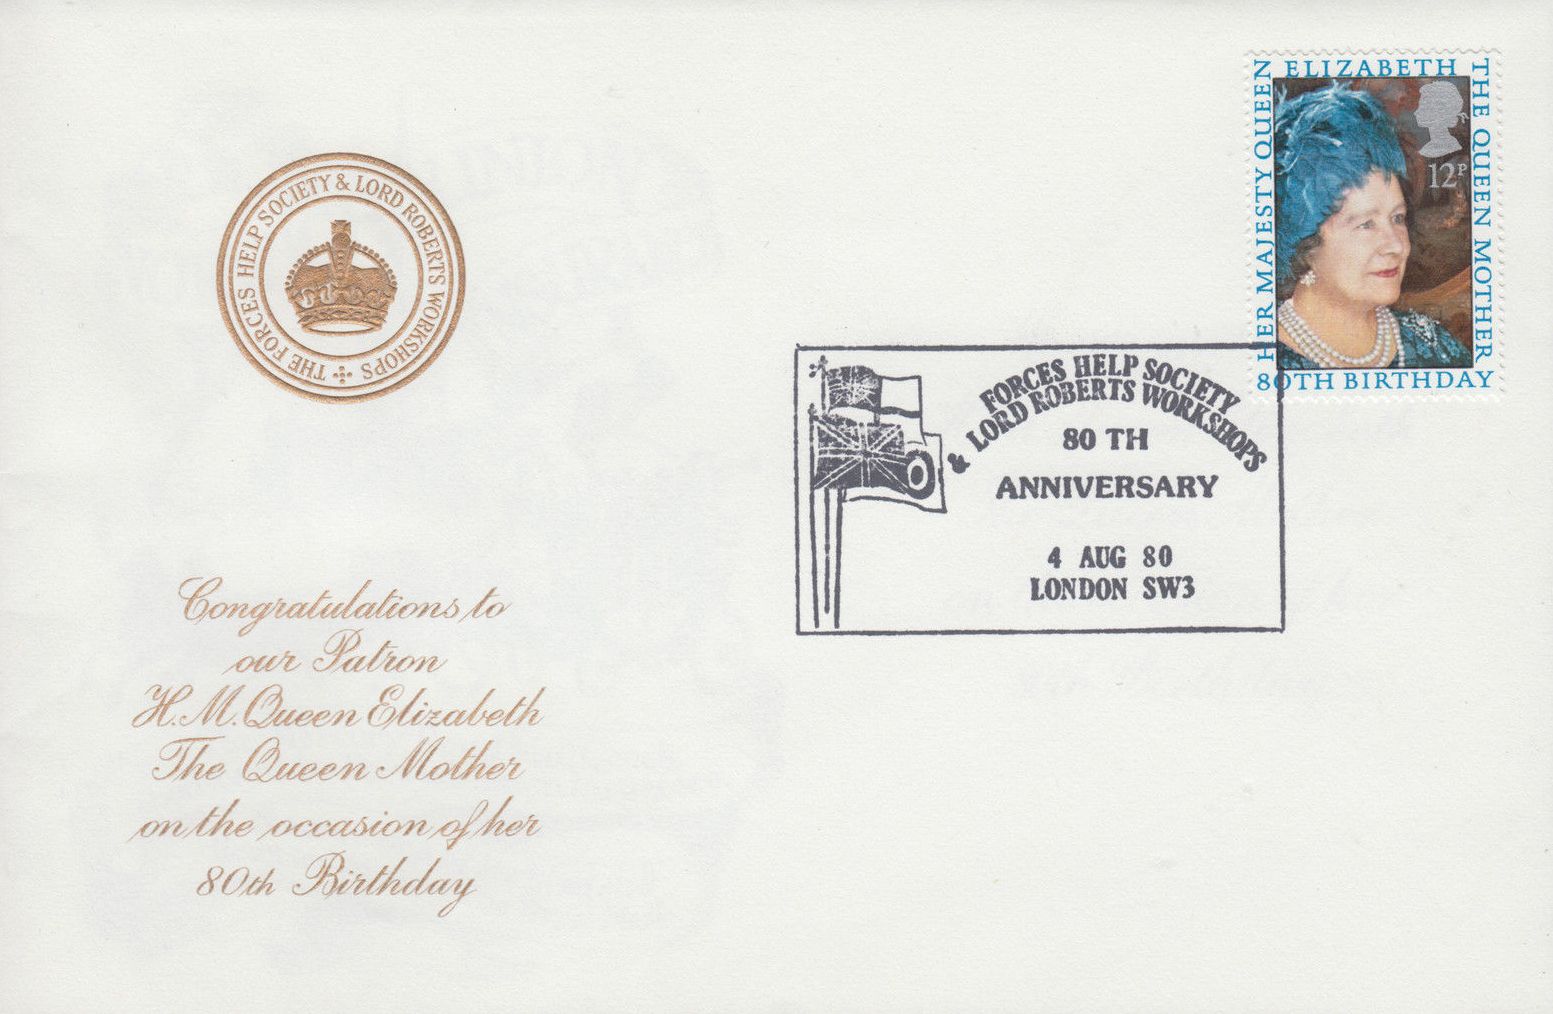 THE FORCES HELP SOCIETY & LORD ROBERTS WORKSHOPS
Congratulations to
our Patron
H.M. Queen Elizabeth
The Queen Mother
on the occasion of her
80th Birthday
HER MAJESTY QUEEN
ELIZABETH
THE QUEEN MOTHER
12P
80TH BIRTHDAY
FORCES HELP SOCIETY
& LORD ROBERTS WORKSHOPS
80 TH
ANNIVERSARY
4 AUG 80
LONDON SW3